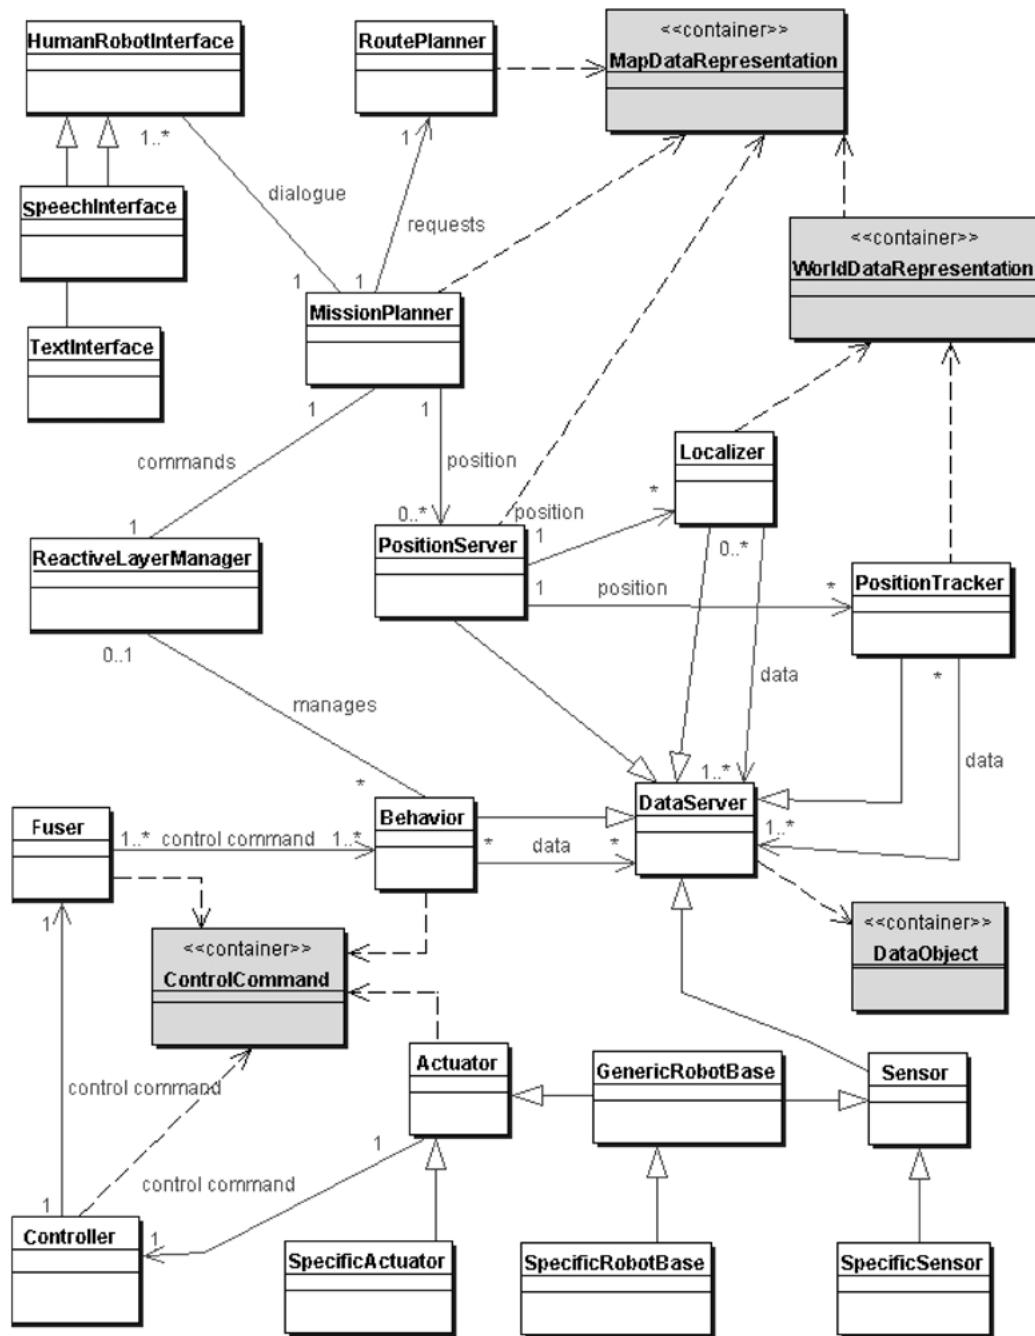 HumanRobotInterface
RoutePlanner
<<container>>
MapDataRepresentation
1..*
1
SpeechInterface
dialogue
requests
<<container>>
WorldDataRepresentation
1
1
MissionPlanner
TextInterface
1
1
commands
position
Localizer
1
0..*
position
*
1
0..*
ReactiveLayerManager
PositionServer
PositionTracker
1
position
*
0..1
*
data
manages
data
*
1..*
DataServer
Fuser
Behavior
1..*
control command
1..*
*
data
*
1..*
1
<<container>>
ControlCommand
<<container>>
DataObject
Actuator
GenericRobotBase
Sensor
control command
1
control command
1
1
Controller
SpecificActuator
SpecificRobotBase
SpecificSensor